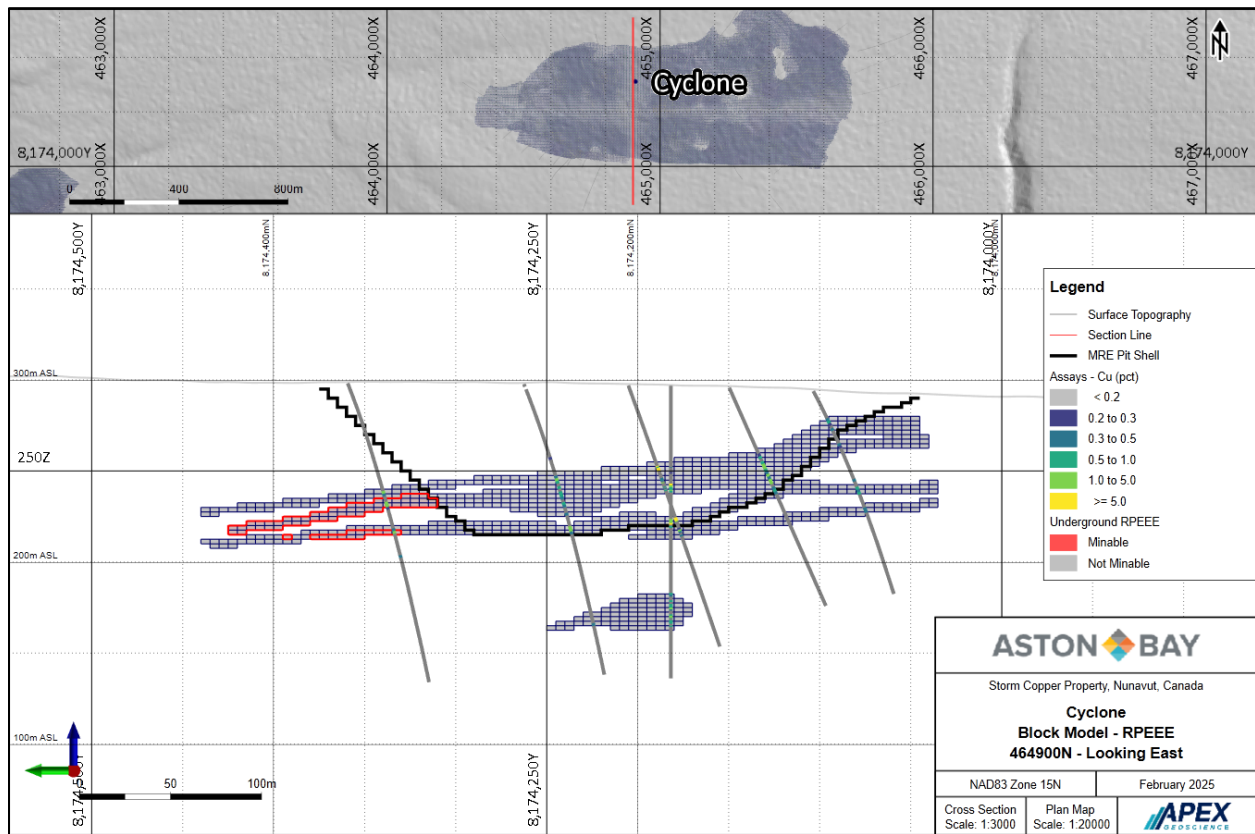 463,000X
464,000X
465,000X
466,000X
467,000X
N
Cyclone
8,174,000Y
8,174,000Y
463,000X
464,000X
465,000X
466,000X
467,000X
0 400 800m
8,174,500Y
8,174,400mN
8,174,250Y
8,174,200mN
8,174,000Y
8,174,000mN
300m ASL
250Z
200m ASL
100m ASL
8,174,500Y
8,174,250Y
50 100m
Legend
Surface Topography
Section Line
MRE Pit Shell
Assays - Cu (pct)
< 0.2
0.2 to 0.3
0.3 to 0.5
0.5 to 1.0
1.0 to 5.0
>= 5.0
Underground RPEEE
Minable
Not Minable
ASTON BAY
Storm Copper Property, Nunavut, Canada
Cyclone
Block Model - RPEEE
464900N - Looking East
NAD83 Zone 15N
February 2025
Cross Section
Scale: 1:3000
Plan Map
Scale: 1:20000
APEX
GEOSCIENCE